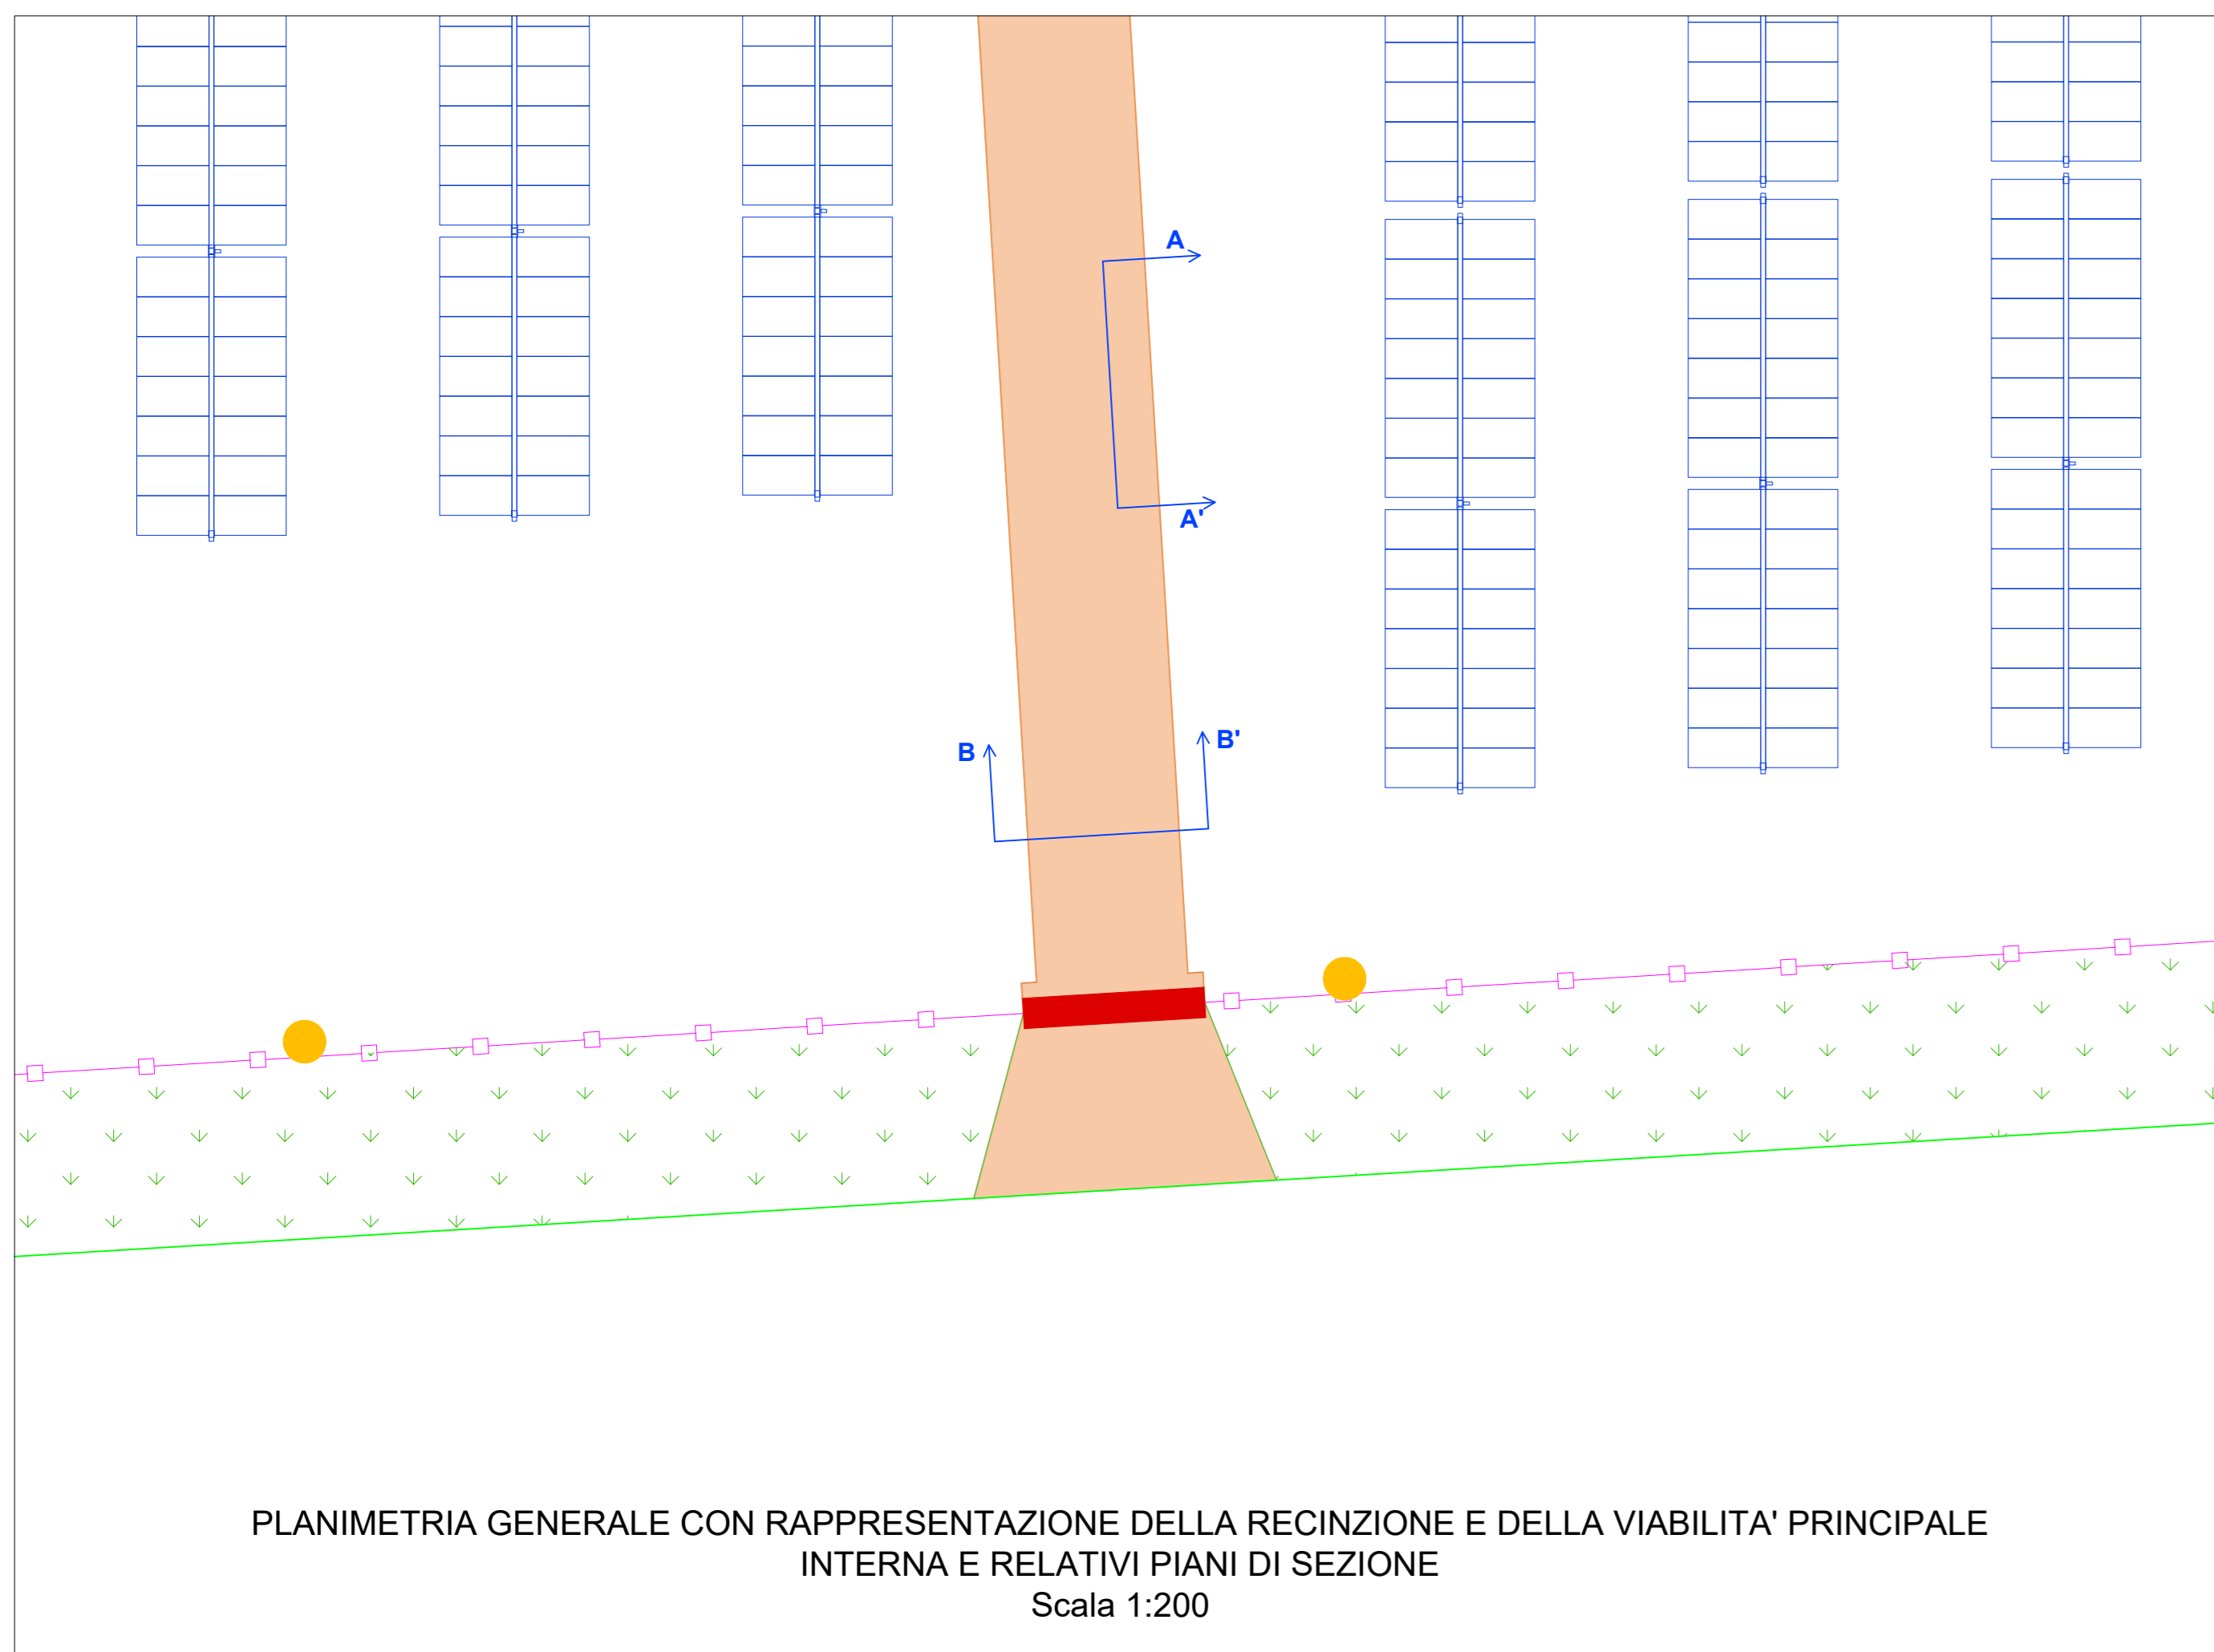 A
A'
B
B'
PLANIMETRIA GENERALE CON RAPPRESENTAZIONE DELLA RECINZIONE E DELLA VIABILITA' PRINCIPALE
INTERNA E RELATIVI PIANI DI SEZIONE
Scala 1:200